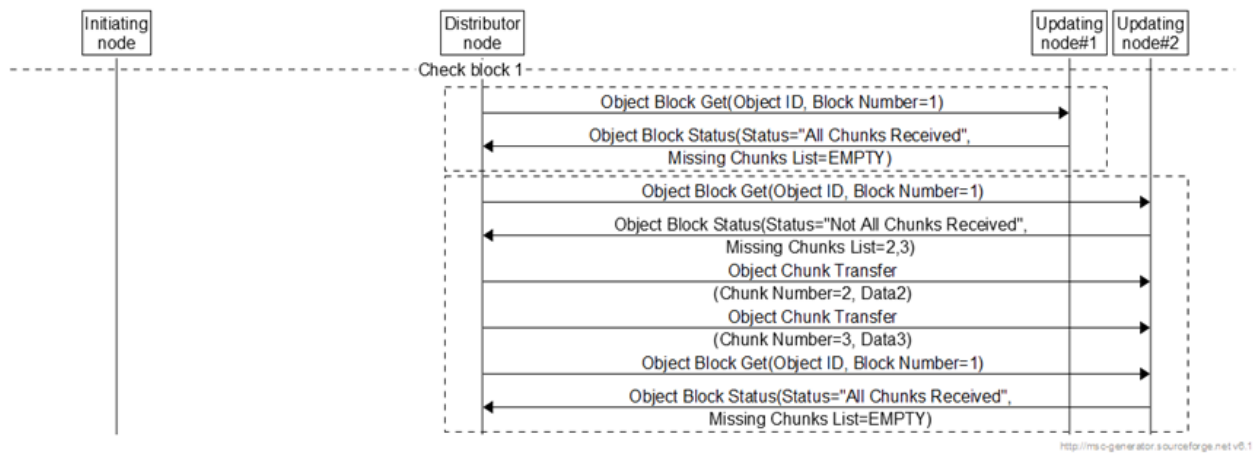 Initiating
node
Distributor
node
Updating
node#1
Updating
node#2
Check block 1
Object Block Get(Object ID, Block Number=1)
Object Block Status(Status="All Chunks Received",
Missing Chunks List=EMPTY)
Object Block Get(Object ID, Block Number=1)
Object Block Status(Status="Not All Chunks Received",
Missing Chunks List=2,3)
Object Chunk Transfer
(Chunk Number=2, Data2)
Object Chunk Transfer
(Chunk Number=3, Data3)
Object Block Get(Object ID, Block Number=1)
Object Block Status(Status="All Chunks Received",
Missing Chunks List=EMPTY)
http://msc-generator.sourceforge.net v6.1